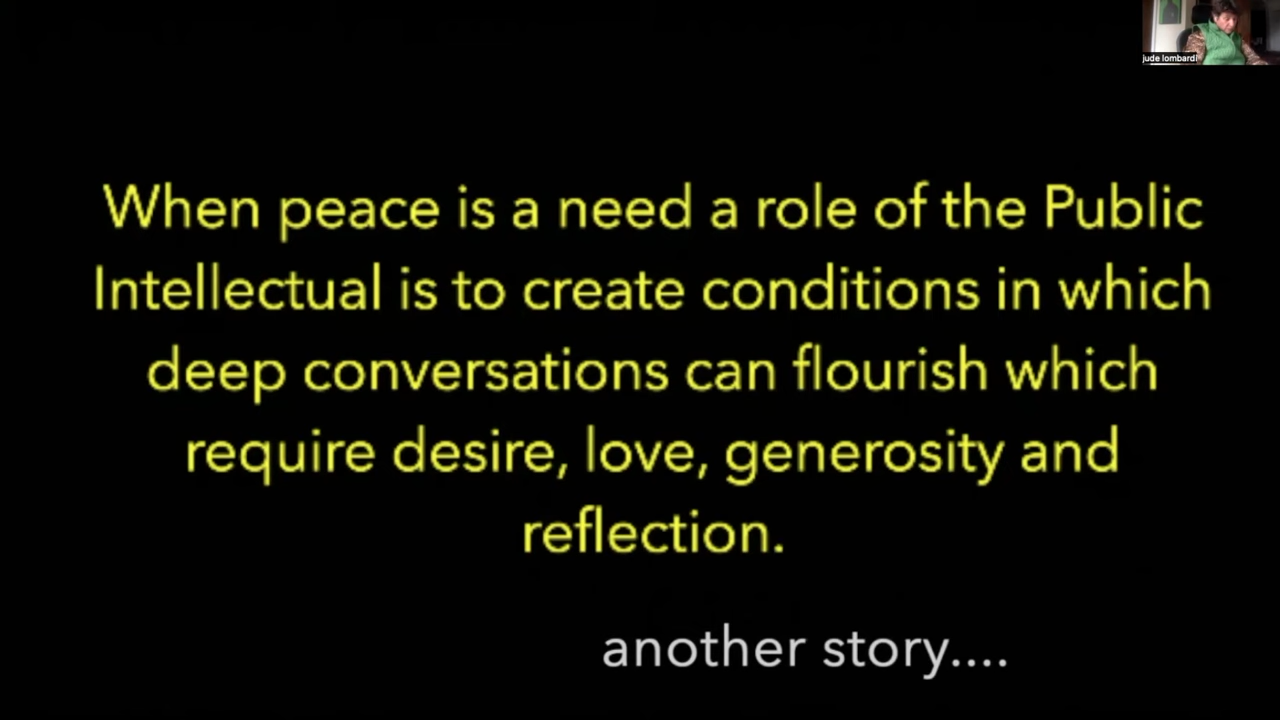 jude lombardi
When peace is a need a role of the Public
Intellectual is to create conditions in which
deep conversations can flourish which
require desire, love, generosity and
reflection.
another story....